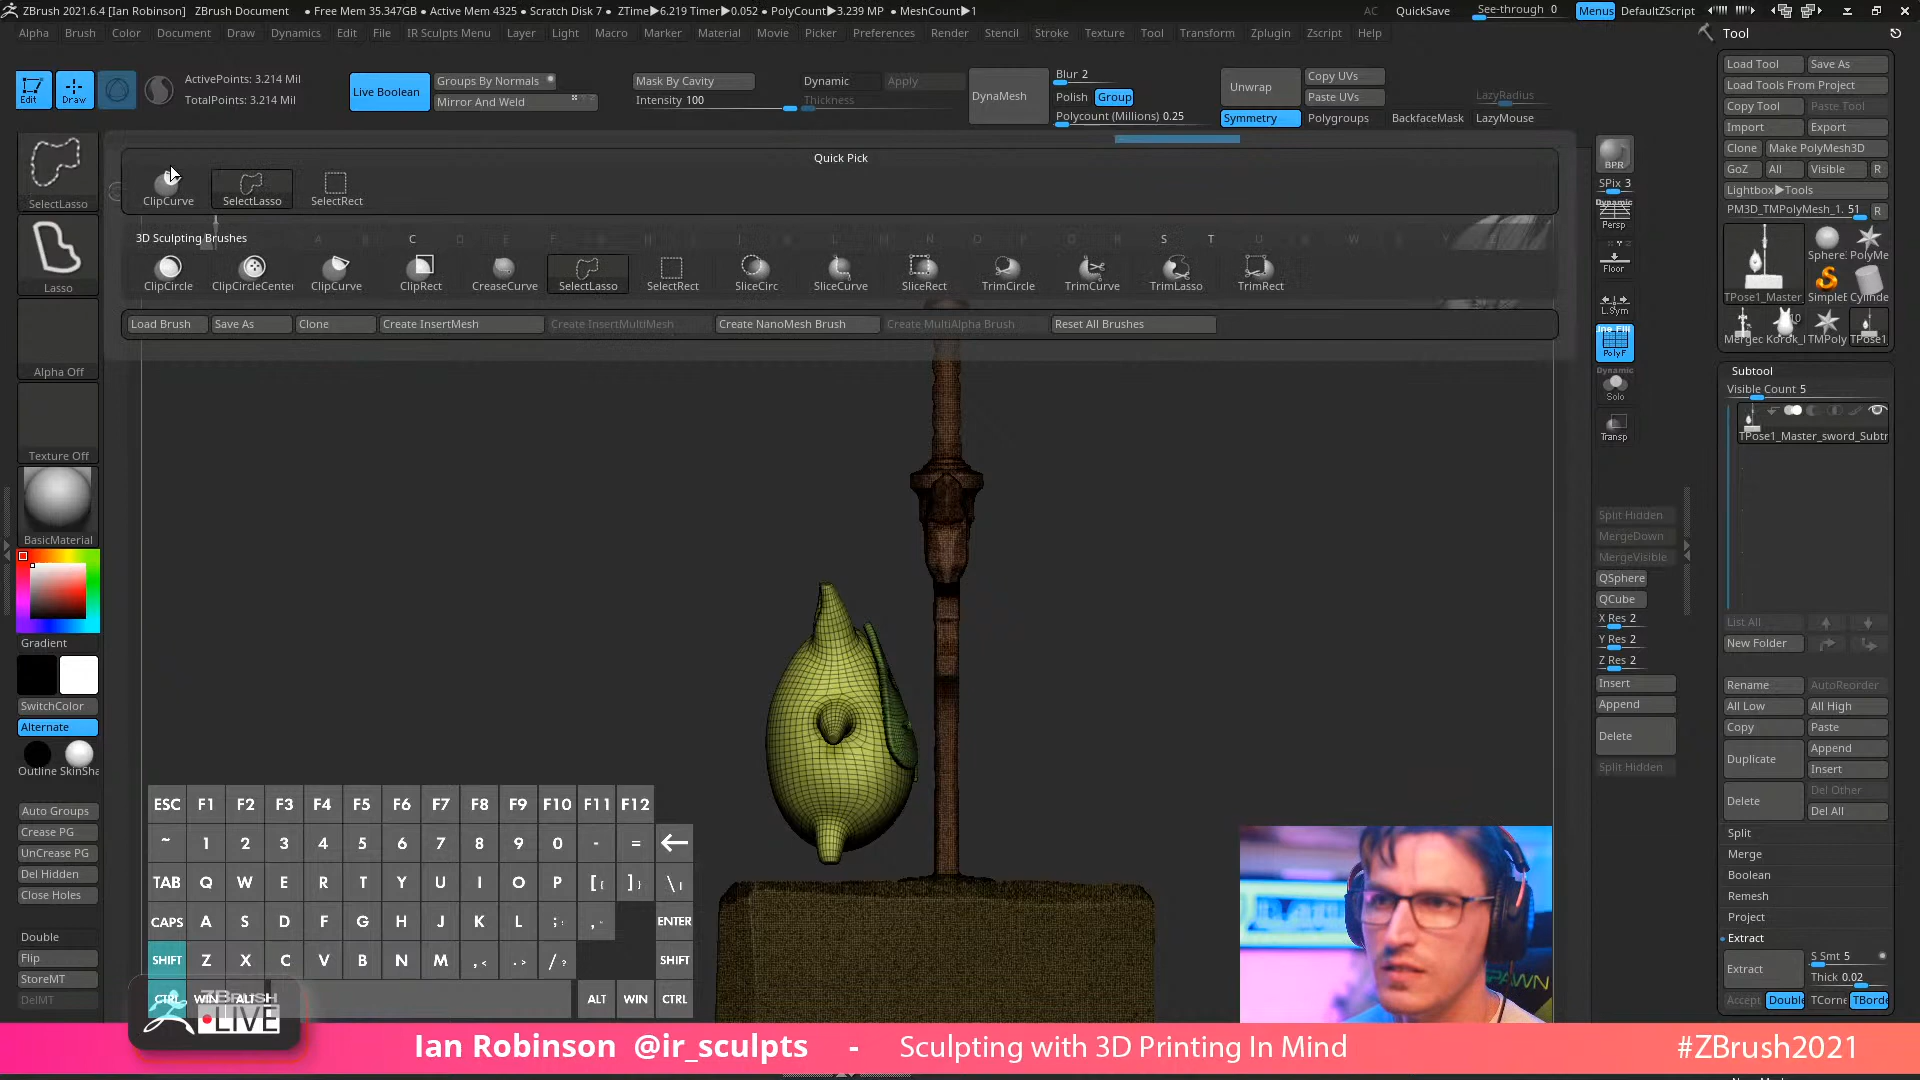 ZBrush 2021.6.4 [Ian Robinson] ZBrush Document • Free Mem 35.347GB • Active Mem 4325 • Scratch Disk 7 • ZTime▶6.219 Timer▶0.052 • PolyCount▶3.239 MP • MeshCount▶1 AC QuickSave See-through 0 Menus DefaultZScript
Alpha Brush Color Document Draw Dynamics Edit File IR Sculpts Menu Layer Light Macro Marker Material Movie Picker Preferences Render Stencil Stroke Texture Tool Transform Zplugin Zscript Help
Edit Draw
ActivePoints: 3.214 Mil
TotalPoints: 3.214 Mil
Live Boolean
Groups By Normals
Mirror And Weld
Mask By Cavity
Intensity 100
Dynamic Apply
Thickness
DynaMesh
Blur 2
Polish Group
Polycount (Millions) 0.25
Unwrap
Copy UVs
Paste UVs
Symmetry Polygroups BackfaceMask LazyMouse
LazyRadius
Quick Pick
ClipCurve SelectLasso SelectRect
3D Sculpting Brushes C S T
ClipCircle ClipCircleCenter ClipCurve ClipRect CreaseCurve SelectLasso SelectRect SliceCirc SliceCurve SliceRect TrimCircle TrimCurve TrimLasso TrimRect
Load Brush Save As Clone Create InsertMesh Create InsertMultiMesh Create NanoMesh Brush Create MultiAlpha Brush Reset All Brushes
SelectLasso
Lasso
Alpha Off
Texture Off
BasicMaterial
Gradient
SwitchColor
Alternate
Outline SkinSha
Auto Groups
Crease PG
UnCrease PG
Del Hidden
Close Holes
Double
Flip
StoreMT
DelMT
ESC F1 F2 F3 F4 F5 F6 F7 F8 F9 F10 F11 F12
~ 1 2 3 4 5 6 7 8 9 0 - = ←
TAB Q W E R T Y U I O P [{ ]} \|
CAPS A S D F G H J K L ;: ,. ENTER
SHIFT Z X C V B N M ,< .> /? SHIFT
CTRL WIN ALT ALT WIN CTRL
ZBRUSH
LIVE
BPR
SPix 3
Dynamic
Persp
Floor
L.Sym
Line Fill
PolyF
Dynamic
Solo
Transp
Split Hidden
MergeDown
MergeVisible
QSphere
QCube
X Res 2
Y Res 2
Z Res 2
Insert
Append
Delete
Split Hidden
Tool
Load Tool Save As
Load Tools From Project
Copy Tool Paste Tool
Import Export
Clone Make PolyMesh3D
GoZ All Visible R
Lightbox▶Tools
PM3D_TMPolyMesh_1. 51 R
TPose1_Master Sphere PolyMe SimpleE Cylinde
10
Mergec Korok_ TMPoly TPose1
Subtool
Visible Count 5
TPose1_Master_sword_Subtr
List All
New Folder
Rename AutoReorder
All Low All High
Copy Paste
Duplicate Append
Insert
Delete Del Other
Del All
Split
Merge
Boolean
Remesh
Project
Extract
Extract S Smt 5
Thick 0.02
Accept Double TCorne TBorde
SPAWN
Ian Robinson @ir_sculpts - Sculpting with 3D Printing In Mind #ZBrush2021